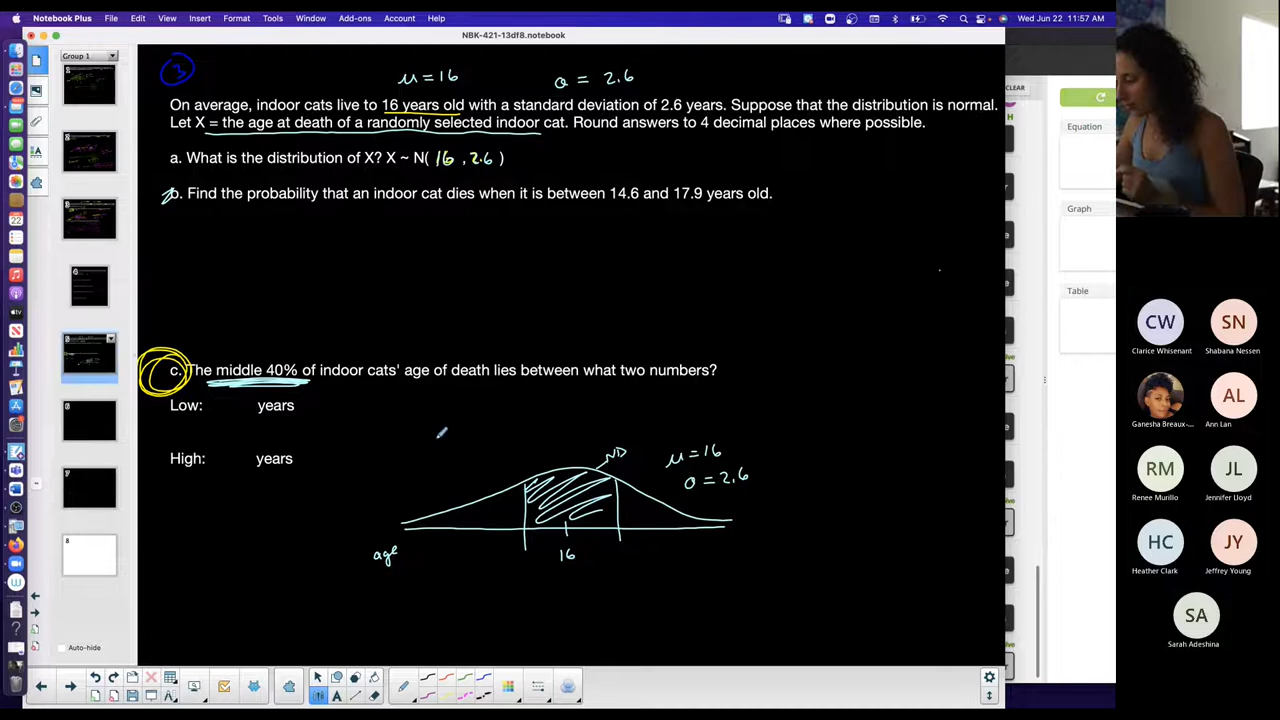 Notebook Plus File Edit View Insert Format Tools Window Add-ons Account Help
Wed Jun 22 11:57 AM
NBK-421-13df8.notebook
Group 1
3
μ = 16 σ = 2.6
On average, indoor cats live to 16 years old with a standard deviation of 2.6 years. Suppose that the distribution is normal.
Let X = the age at death of a randomly selected indoor cat. Round answers to 4 decimal places where possible.
a. What is the distribution of X? X ~ N( 16 , 2.6 )
b. Find the probability that an indoor cat dies when it is between 14.6 and 17.9 years old.
c. The middle 40% of indoor cats' age of death lies between what two numbers?
Low: years
High: years
ND
μ = 16
σ = 2.6
age
16
Auto-hide
6
7
8
22
CLEAR
Equation
Graph
Table
CW
Clarice Whisenant
SN
Shabana Nessen
Ganesha Breaux-...
AL
Ann Lan
RM
Renee Murillo
JL
Jennifer Lloyd
HC
Heather Clark
JY
Jeffrey Young
SA
Sarah Adeshina